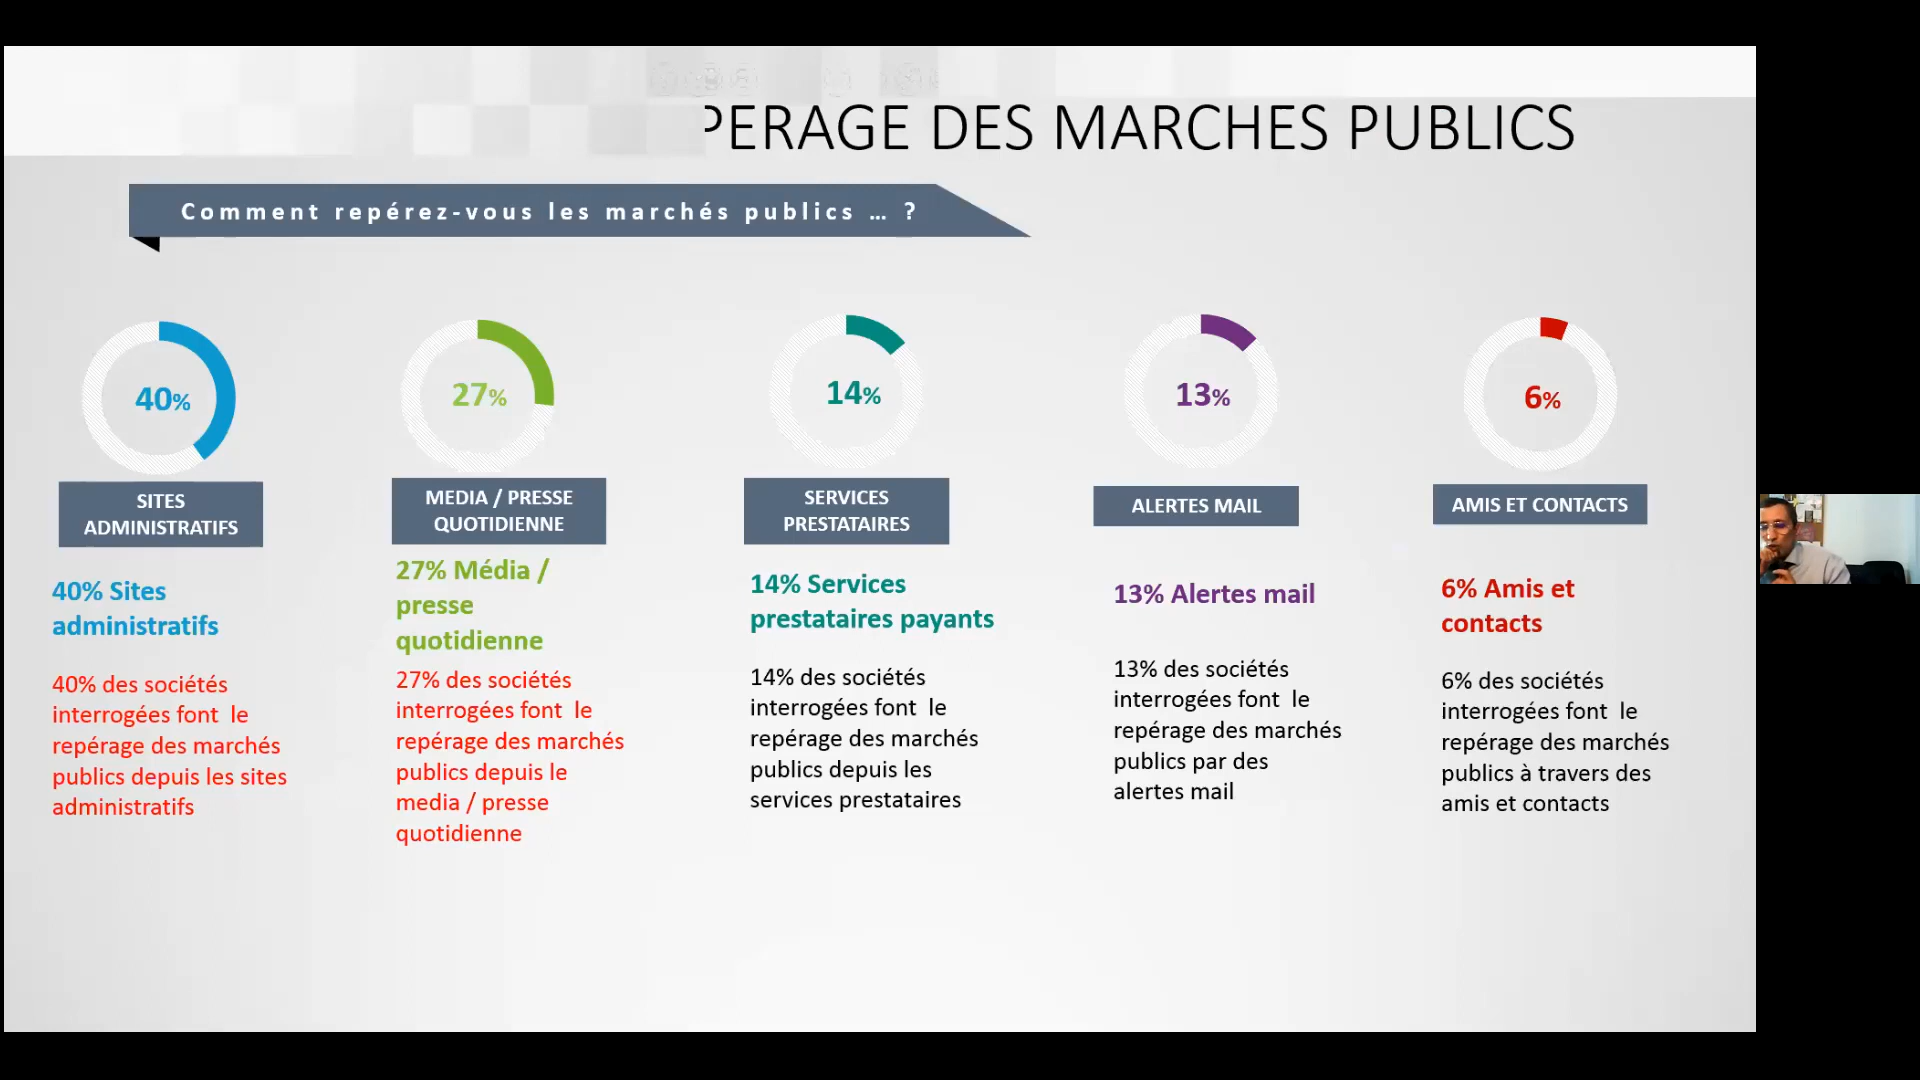 PERAGE DES MARCHES PUBLICS
Comment repérez-vous les marchés publics … ?
40%
SITES
ADMINISTRATIFS
40% Sites
administratifs
40% des sociétés
interrogées font le
repérage des marchés
publics depuis les sites
administratifs
27%
MEDIA / PRESSE
QUOTIDIENNE
27% Média /
presse
quotidienne
27% des sociétés
interrogées font le
repérage des marchés
publics depuis le
media / presse
quotidienne
14%
SERVICES
PRESTATAIRES
14% Services
prestataires payants
14% des sociétés
interrogées font le
repérage des marchés
publics depuis les
services prestataires
13%
ALERTES MAIL
13% Alertes mail
13% des sociétés
interrogées font le
repérage des marchés
publics par des
alertes mail
6%
AMIS ET CONTACTS
6% Amis et
contacts
6% des sociétés
interrogées font le
repérage des marchés
publics à travers des
amis et contacts